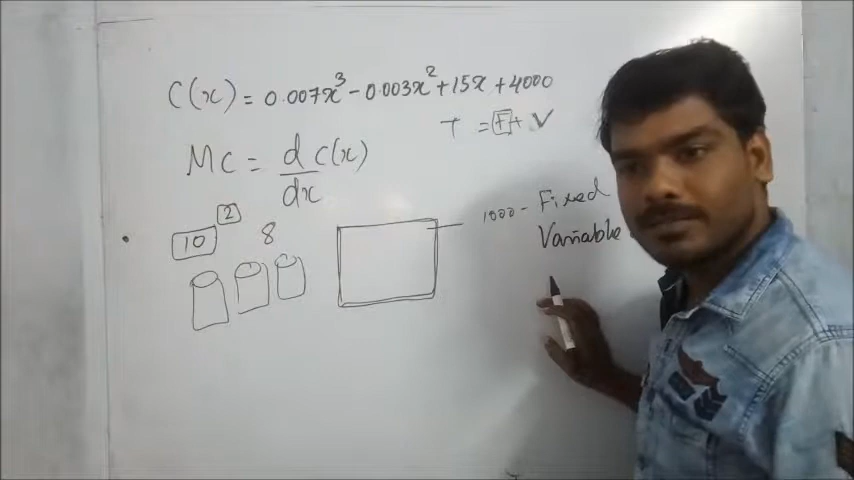 C(x) = 0.007x³ - 0.003x² + 15x + 4000
T = F + V
MC = d/dx C(x)
10 2 8
1000 - Fixed
Variable